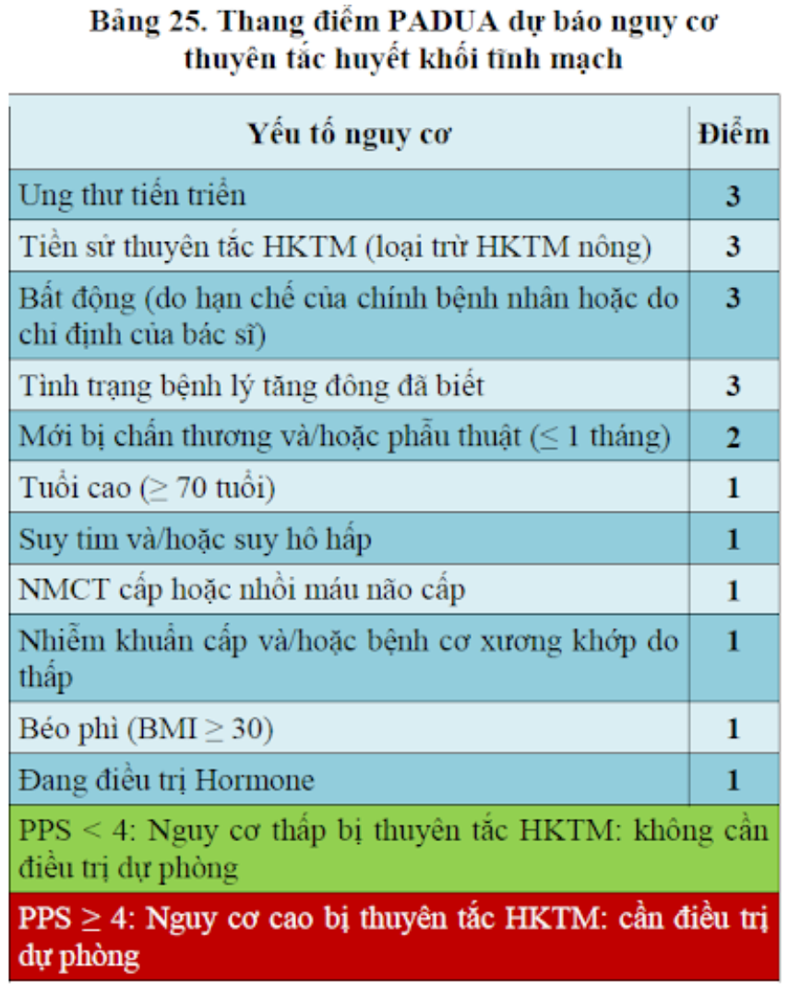 Bảng 25. Thang điểm PADUA dự báo nguy cơ
thuyên tắc huyết khối tĩnh mạch
Yếu tố nguy cơ Điểm
Ung thư tiến triển 3
Tiền sử thuyên tắc HKTM (loại trừ HKTM nông) 3
Bất động (do hạn chế của chính bệnh nhân hoặc do 3
chỉ định của bác sĩ)
Tình trạng bệnh lý tăng đông đã biết 3
Mới bị chấn thương và/hoặc phẫu thuật (≤ 1 tháng) 2
Tuổi cao (≥ 70 tuổi) 1
Suy tim và/hoặc suy hô hấp 1
NMCT cấp hoặc nhồi máu não cấp 1
Nhiễm khuẩn cấp và/hoặc bệnh cơ xương khớp do 1
thấp
Béo phì (BMI ≥ 30) 1
Đang điều trị Hormone 1
PPS < 4: Nguy cơ thấp bị thuyên tắc HKTM: không cần
điều trị dự phòng
PPS ≥ 4: Nguy cơ cao bị thuyên tắc HKTM: cần điều trị
dự phòng